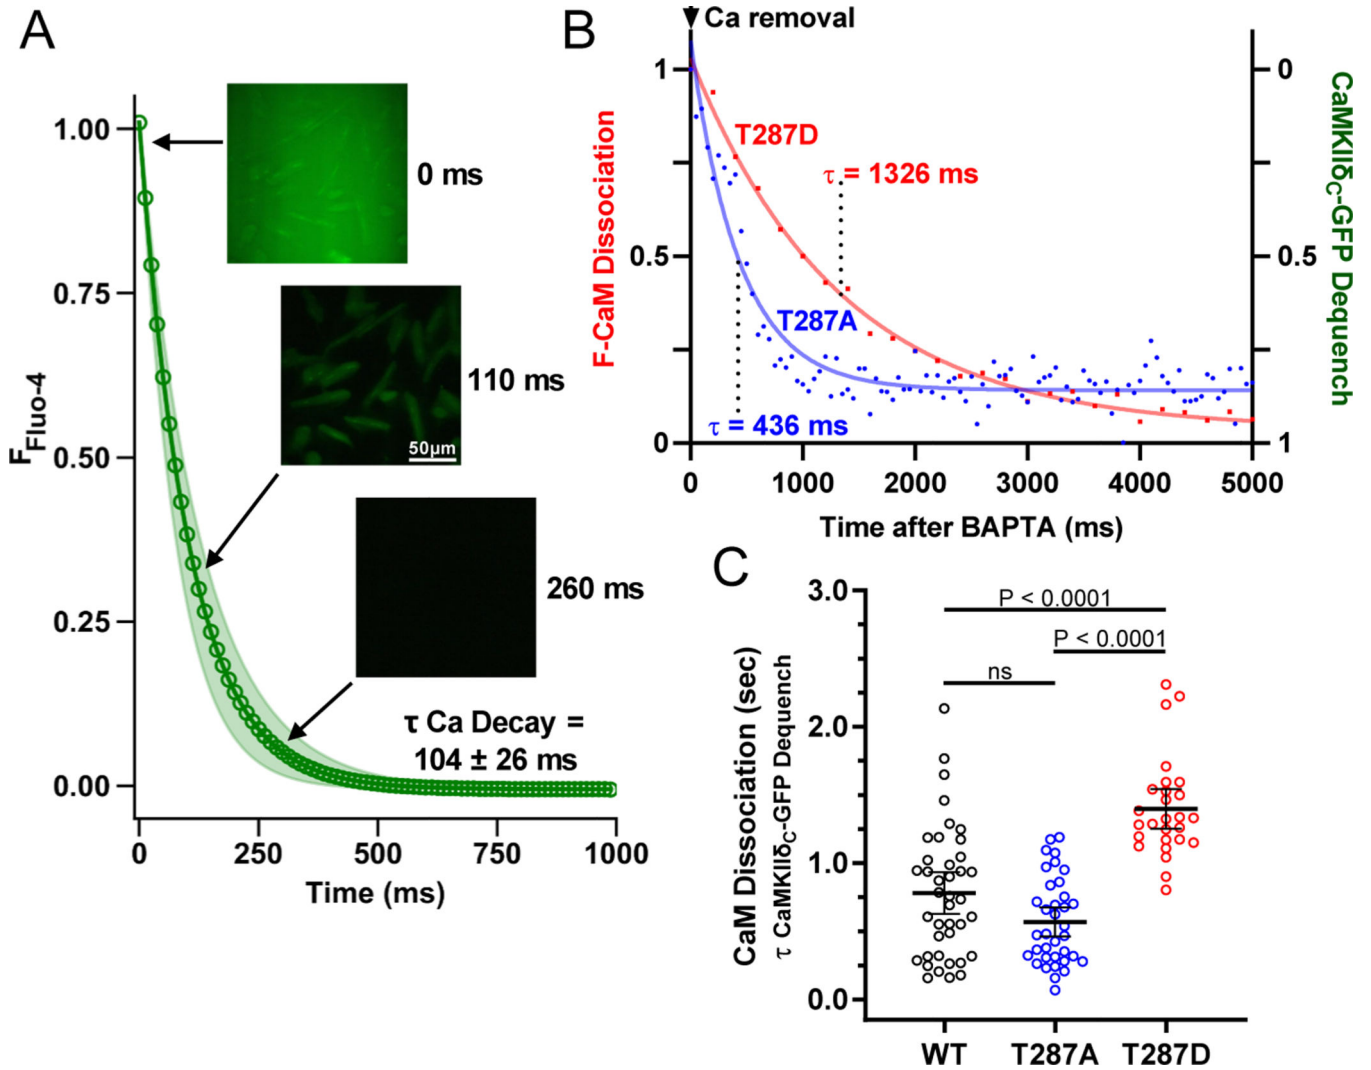 A
1.00
0.75
0.50
0.25
0.00
F Fluo-4
0 ms
110 ms
50µm
260 ms
τ Ca Decay =
104 ± 26 ms
0
250
500
750
1000
Time (ms)
B
Ca removal
1
0.5
0
F-CaM Dissociation
T287D
τ = 1326 ms
T287A
τ = 436 ms
0
0.5
1
CaMKIIδC-GFP Dequench
0
1000
2000
3000
4000
5000
Time after BAPTA (ms)
C
3.0
2.0
1.0
0.0
CaM Dissociation (sec)
τ CaMKIIδC-GFP Dequench
P < 0.0001
P < 0.0001
ns
WT
T287A
T287D